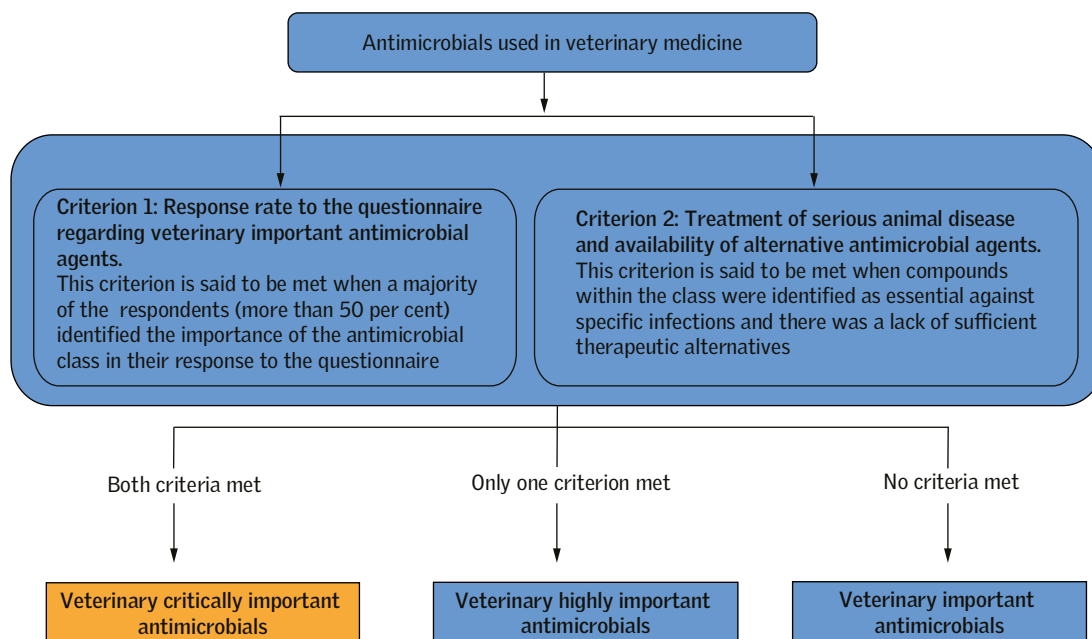 Antimicrobials used in veterinary medicine
Criterion 1: Response rate to the questionnaire
regarding veterinary important antimicrobial
agents.
This criterion is said to be met when a majority
of the respondents (more than 50 per cent)
identified the importance of the antimicrobial
class in their response to the questionnaire
Criterion 2: Treatment of serious animal disease
and availability of alternative antimicrobial agents.
This criterion is said to be met when compounds
within the class were identified as essential against
specific infections and there was a lack of sufficient
therapeutic alternatives
Both criteria met
Only one criterion met
No criteria met
Veterinary critically important
antimicrobials
Veterinary highly important
antimicrobials
Veterinary important
antimicrobials